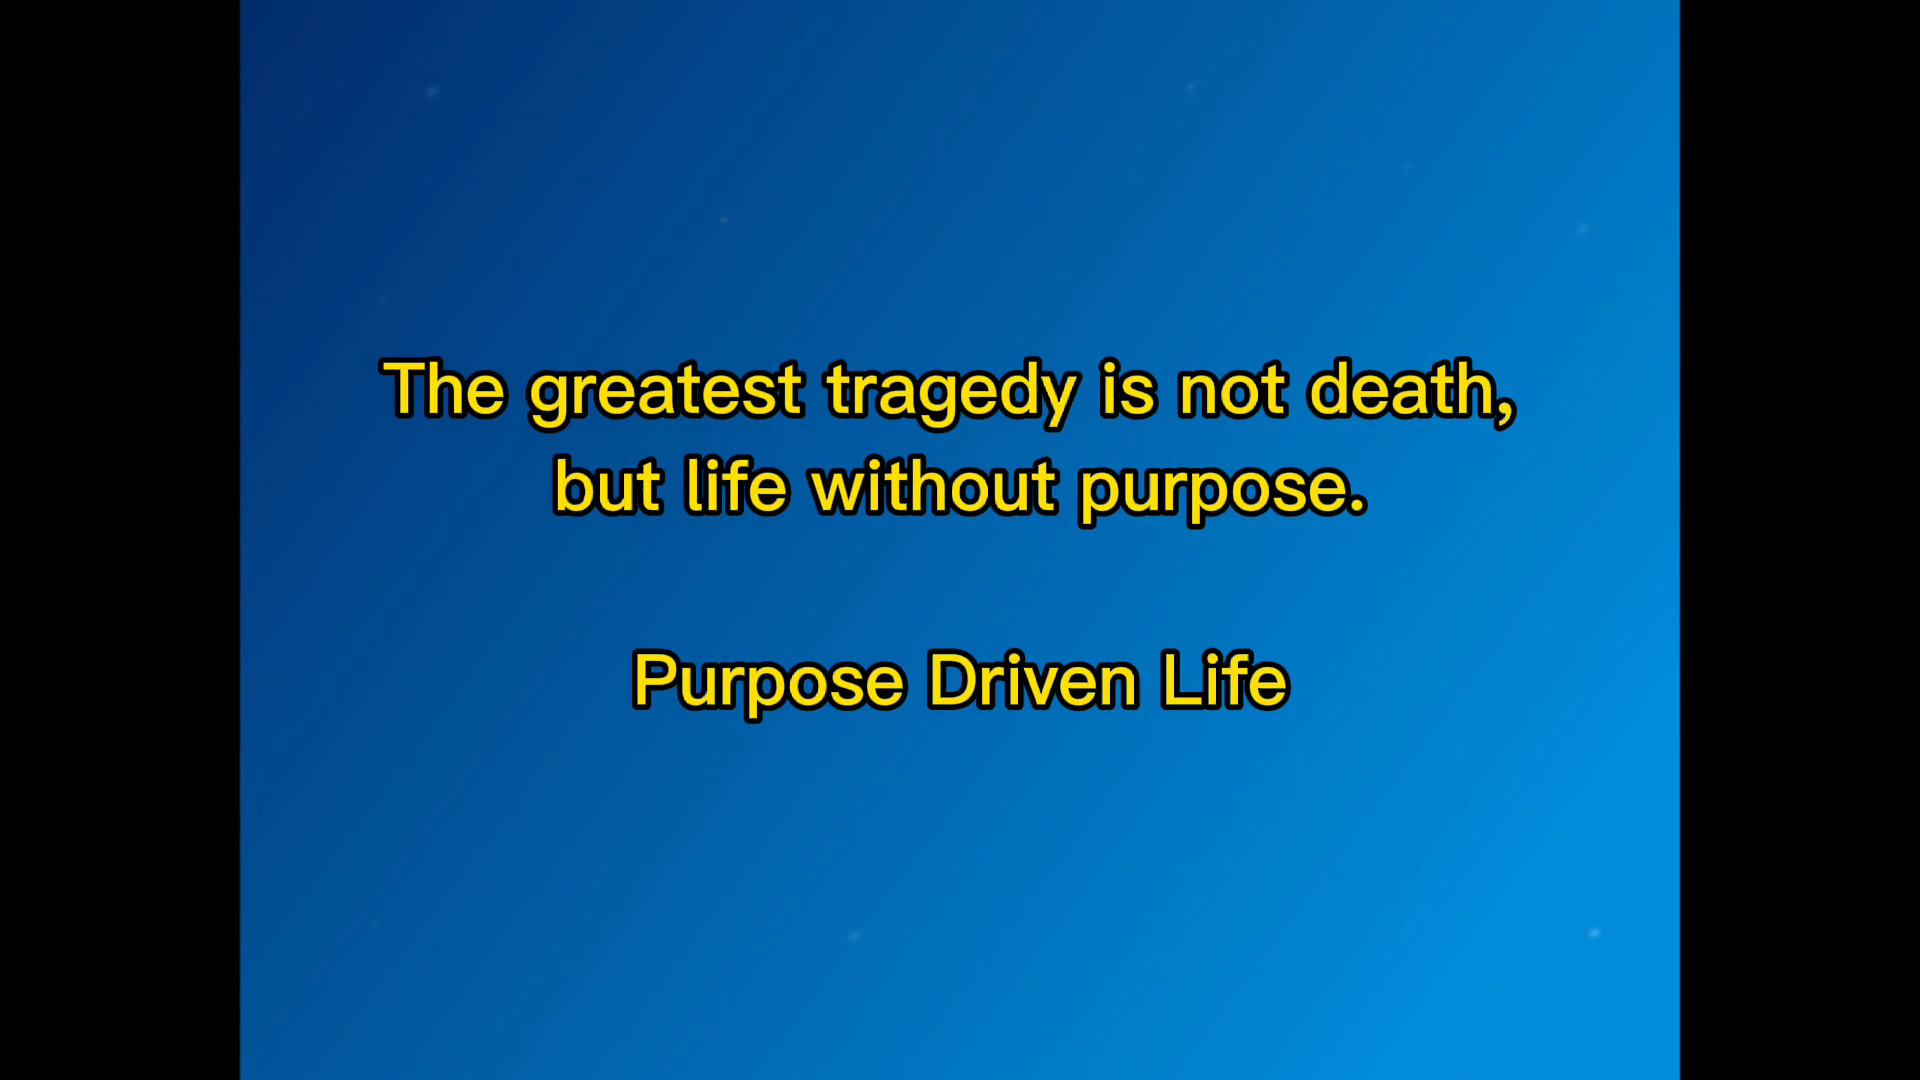 The greatest tragedy is not death,
but life without purpose.
Purpose Driven Life